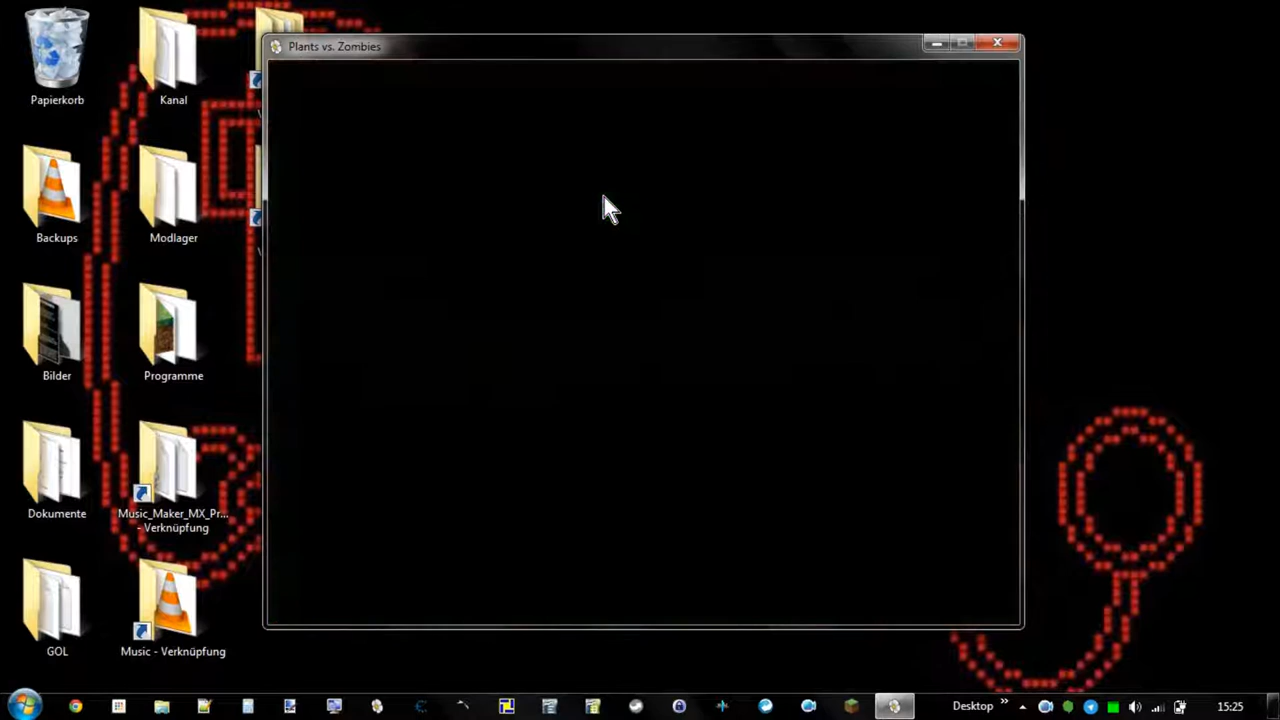 Plants vs. Zombies
Papierkorb
Kanal
Backups
Modlager
Bilder
Programme
Dokumente
Music_Maker_MX_Pr...
- Verknüpfung
GOL
Music - Verknüpfung
Desktop
15:25